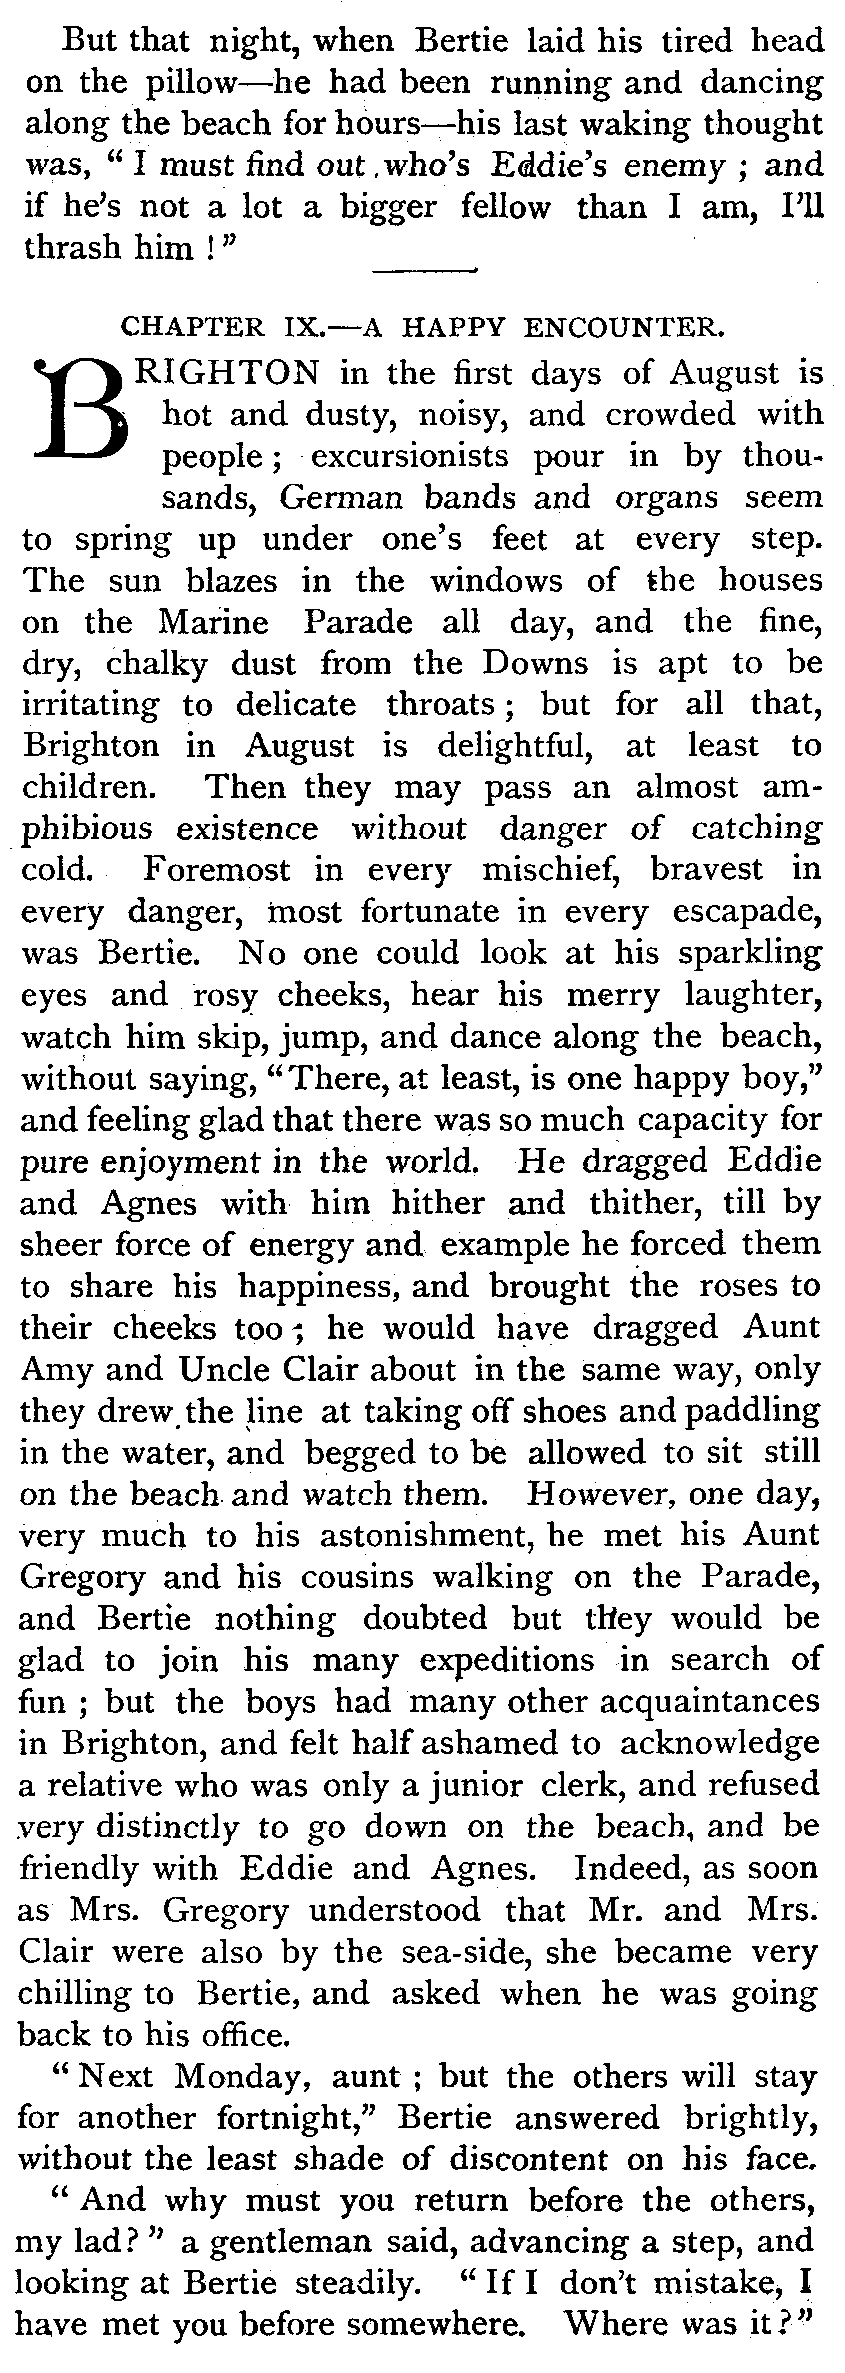 But that night, when Bertie laid his tired head
on the pillow—he had been running and dancing
along the beach for hours—his last waking thought
was, “ I must find out who's Eddie's enemy ; and
if he's not a lot a bigger fellow than I am, I'll
thrash him !”
CHAPTER IX.—A HAPPY ENCOUNTER.
BRIGHTON in the first days of August is
hot and dusty, noisy, and crowded with
people ; excursionists pour in by thou-
sands, German bands and organs seem
to spring up under one's feet at every step.
The sun blazes in the windows of the houses
on the Marine Parade all day, and the fine,
dry, chalky dust from the Downs is apt to be
irritating to delicate throats ; but for all that,
Brighton in August is delightful, at least to
children. Then they may pass an almost am-
phibious existence without danger of catching
cold. Foremost in every mischief, bravest in
every danger, most fortunate in every escapade,
was Bertie. No one could look at his sparkling
eyes and rosy cheeks, hear his merry laughter,
watch him skip, jump, and dance along the beach,
without saying, “There, at least, is one happy boy,”
and feeling glad that there was so much capacity for
pure enjoyment in the world. He dragged Eddie
and Agnes with him hither and thither, till by
sheer force of energy and example he forced them
to share his happiness, and brought the roses to
their cheeks too ; he would have dragged Aunt
Amy and Uncle Clair about in the same way, only
they drew the line at taking off shoes and paddling
in the water, and begged to be allowed to sit still
on the beach and watch them. However, one day,
very much to his astonishment, he met his Aunt
Gregory and his cousins walking on the Parade,
and Bertie nothing doubted but they would be
glad to join his many expeditions in search of
fun ; but the boys had many other acquaintances
in Brighton, and felt half ashamed to acknowledge
a relative who was only a junior clerk, and refused
very distinctly to go down on the beach, and be
friendly with Eddie and Agnes. Indeed, as soon
as Mrs. Gregory understood that Mr. and Mrs.
Clair were also by the sea-side, she became very
chilling to Bertie, and asked when he was going
back to his office.
“ Next Monday, aunt ; but the others will stay
for another fortnight,” Bertie answered brightly,
without the least shade of discontent on his face.
“ And why must you return before the others,
my lad? ” a gentleman said, advancing a step, and
looking at Bertie steadily. “ If I don't mistake, I
have met you before somewhere. Where was it?”